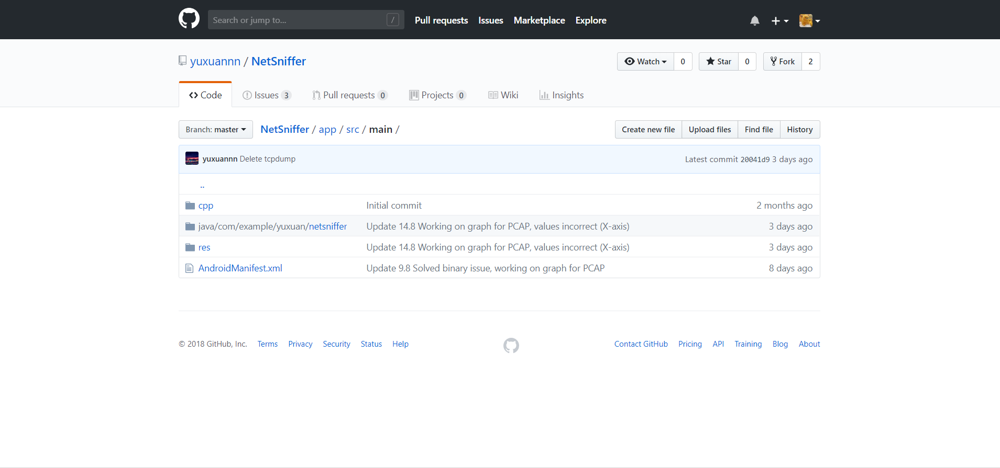 Search or jump to... / Pull requests Issues Marketplace Explore
yuxuannn / NetSniffer Watch 0 Star 0 Fork 2
Code Issues 3 Pull requests 0 Projects 0 Wiki Insights
Branch: master NetSniffer / app / src / main / Create new file Upload files Find file History
yuxuannn Delete tcpdump Latest commit 20041d9 3 days ago
..
cpp Initial commit 2 months ago
java/com/example/yuxuan/netsniffer Update 14.8 Working on graph for PCAP, values incorrect (X-axis) 3 days ago
res Update 14.8 Working on graph for PCAP, values incorrect (X-axis) 3 days ago
AndroidManifest.xml Update 9.8 Solved binary issue, working on graph for PCAP 8 days ago
© 2018 GitHub, Inc. Terms Privacy Security Status Help Contact GitHub Pricing API Training Blog About